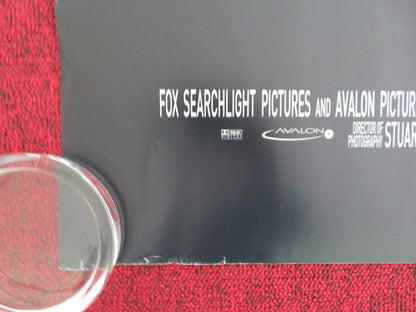 FOX SEARCHLIGHT PICTURES AND AVALON PICTUR
AVALON DIRECTOR OF PHOTOGRAPHY STUAR